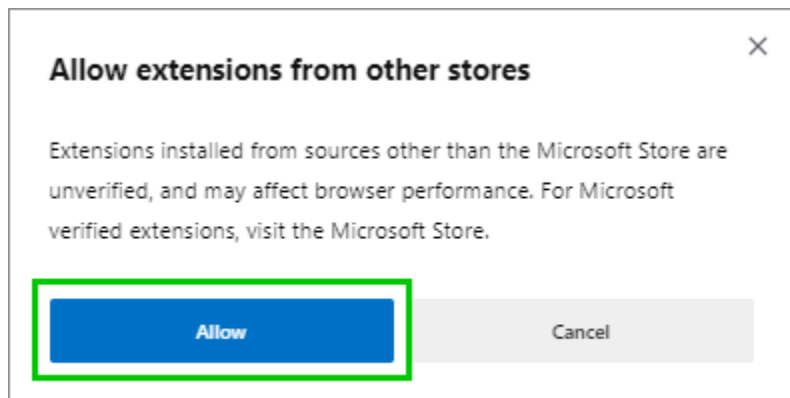 Allow extensions from other stores
Extensions installed from sources other than the Microsoft Store are
unverified, and may affect browser performance. For Microsoft
verified extensions, visit the Microsoft Store.
Allow
Cancel